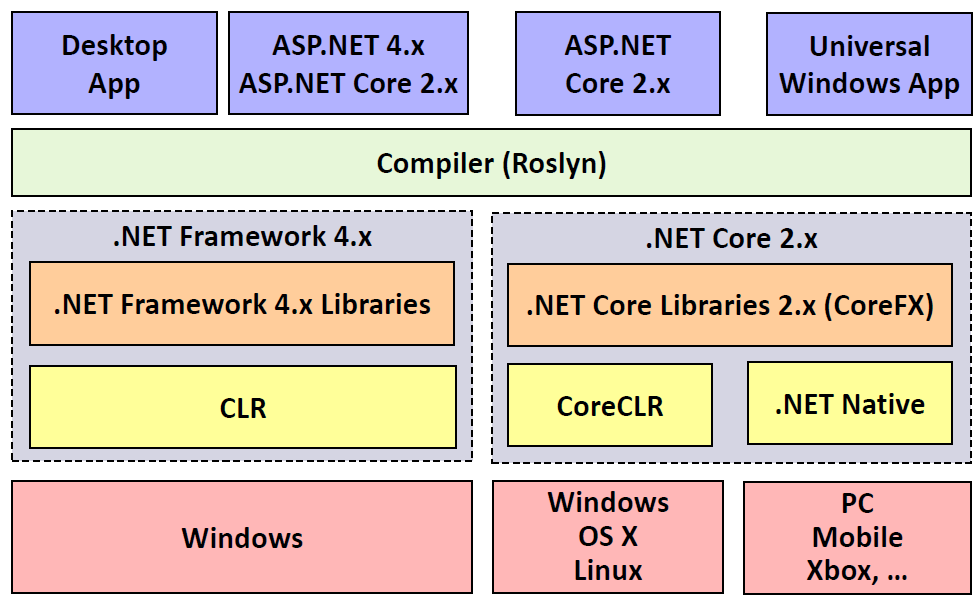 Desktop
App
ASP.NET 4.x
ASP.NET Core 2.x
ASP.NET
Core 2.x
Universal
Windows App
Compiler (Roslyn)
.NET Framework 4.x
.NET Framework 4.x Libraries
CLR
.NET Core 2.x
.NET Core Libraries 2.x (CoreFX)
CoreCLR
.NET Native
Windows
Windows
OS X
Linux
PC
Mobile
Xbox, ...